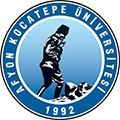 AFYON KOCATEPE ÜNİVERSİTESİ
1992